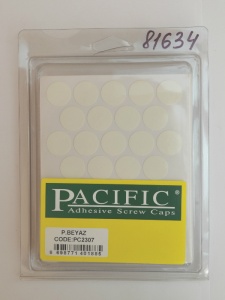 81634
PACIFIC®
Adhesive Screw Caps
P.BEYAZ
CODE:PC2307